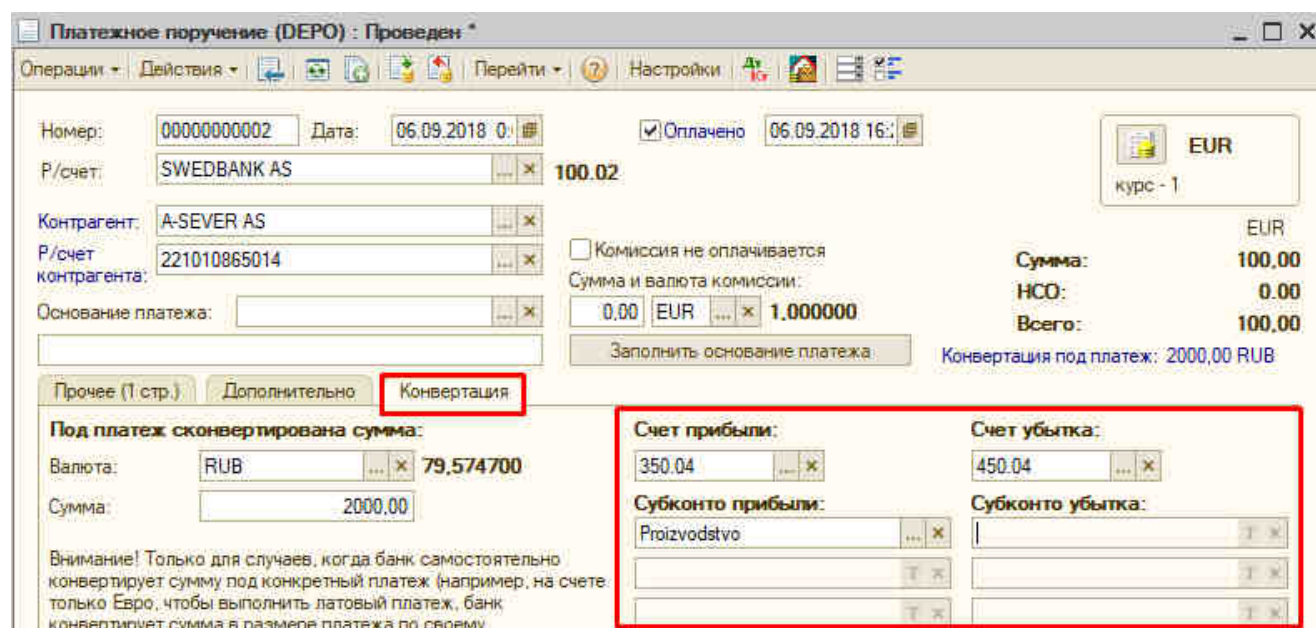 Платежное поручение (DEPO) : Проведен *
Операции Действия Перейти Настройки
Номер: 00000000002 Дата: 06.09.2018 0: Оплачено 06.09.2018 16:
EUR
курс - 1
Р/счет: SWEDBANK AS ... × 100.02
Контрагент: A-SEVER AS ... ×
Р/счет контрагента: 221010865014 ... ×
Комиссия не оплачивается
Сумма и валюта комиссии:
Основание платежа: ... × 0,00 EUR ... × 1,000000
Заполнить основание платежа
EUR
Сумма: 100,00
НСО: 0.00
Всего: 100,00
Конвертация под платеж: 2000,00 RUB
Прочее (1 стр.) Дополнительно Конвертация
Под платеж сконвертирована сумма:
Валюта: RUB ... × 79,574700
Сумма: 2000,00
Внимание! Только для случаев, когда банк самостоятельно
конвертирует сумму под конкретный платеж (например, на счете
только Евро, чтобы выполнить латовый платеж, банк
конвертирует сумма в размере платежа по своему
Счет прибыли: Счет убытка:
350.04 ... × 450.04 ... ×
Субконто прибыли: Субконто убытка:
Proizvodstvo ... × T ×
T × T ×
T × T ×